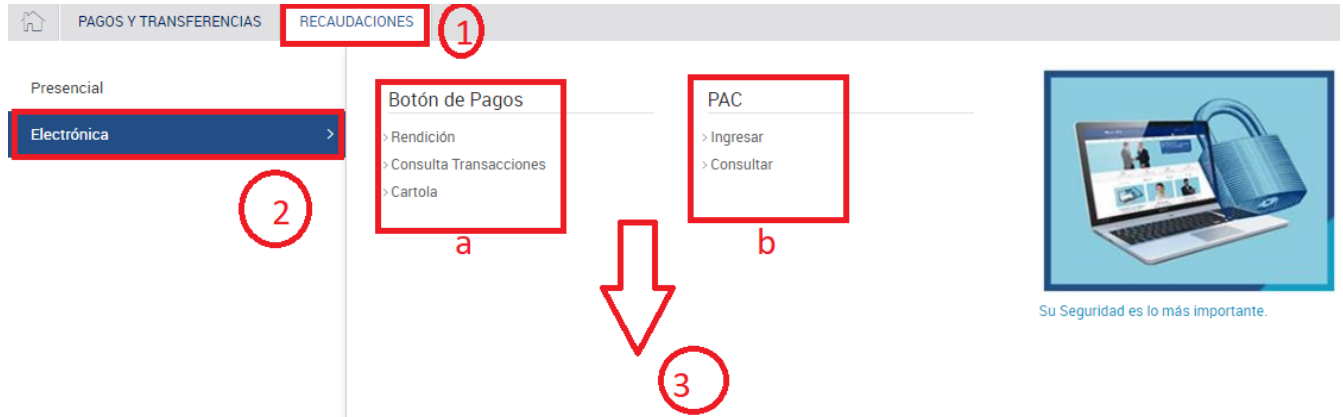 PAGOS Y TRANSFERENCIAS
RECAUDACIONES
1
Presencial
Electrónica >
2
Botón de Pagos
> Rendición
> Consulta Transacciones
> Cartola
a
PAC
> Ingresar
> Consultar
b
3
Su Seguridad es lo más importante.